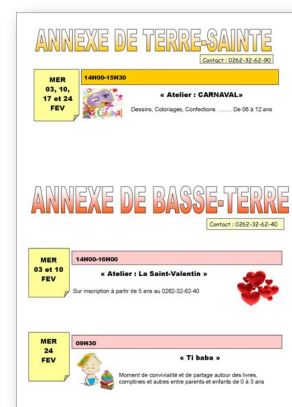 ANNEXE DE TERRE-SAINTE
Contact : 0262-32-62-90
MER
03, 10,
17 et 24
FEV
14H00-15H30
Carnaval
« Atelier : CARNAVAL»
Dessins, Coloriages, Confections ……… De 06 à 12 ans
ANNEXE DE BASSE-TERRE
Contact : 0262-32-62-40
MER
03 et 10
FEV
14H00-16H00
« Atelier : La Saint-Valentin »
Sur inscription à partir de 5 ans au 0262-32-62-40
MER
24
FEV
09H30
« Ti baba »
Moment de convivialité et de partage autour des livres,
comptines et autres entre parents et enfants de 0 à 3 ans